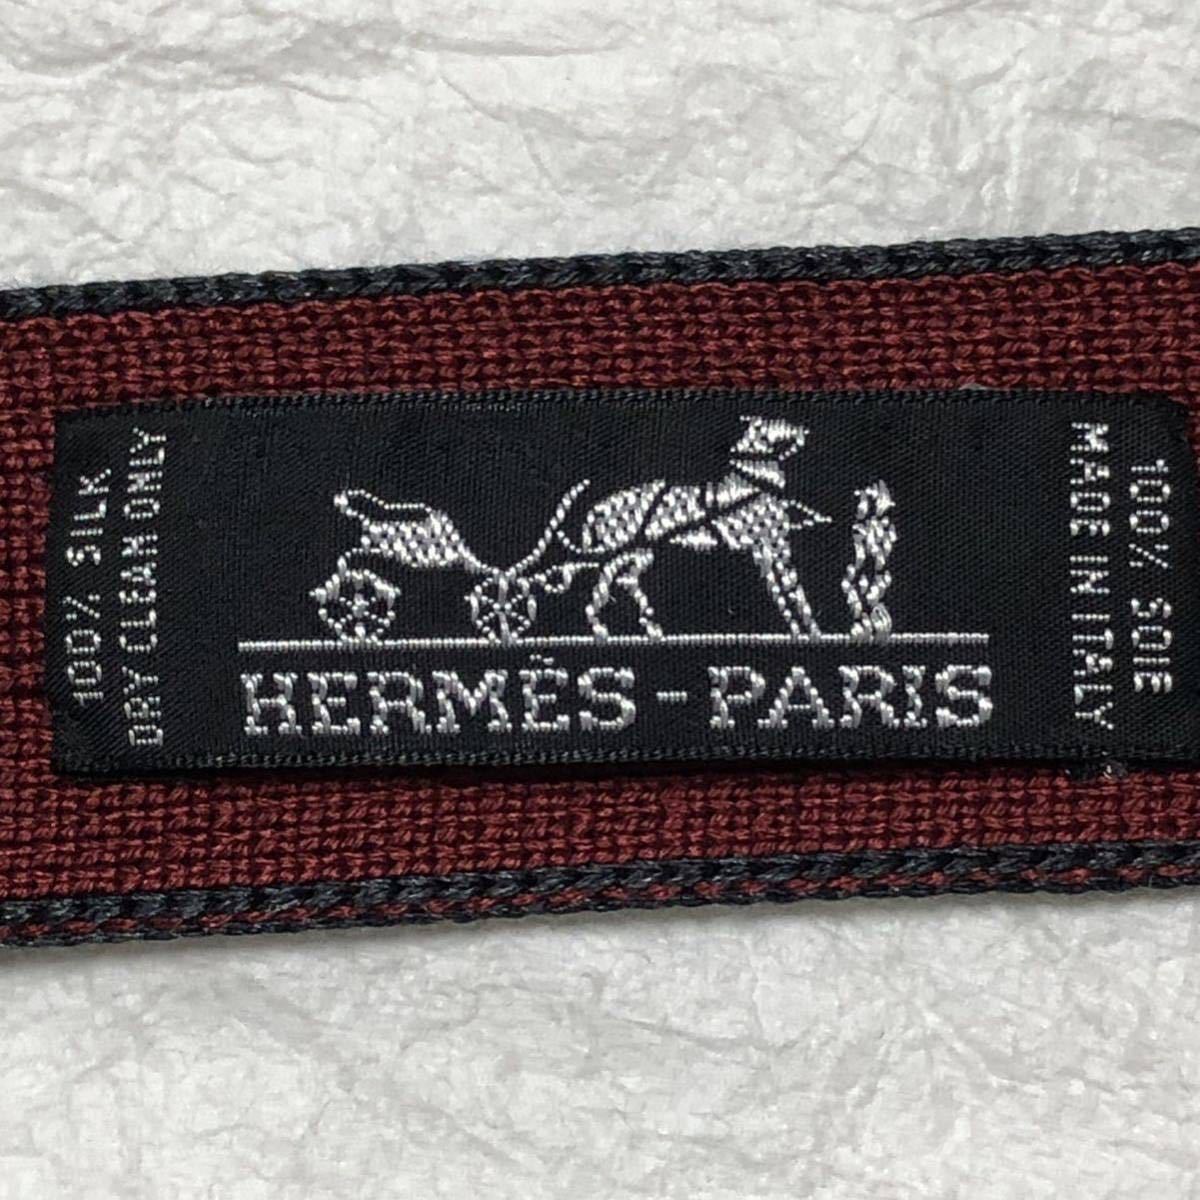 100% SILK
DRY CLEAN ONLY
HERMÈS-PARIS
100% SOIE
MADE IN ITALY